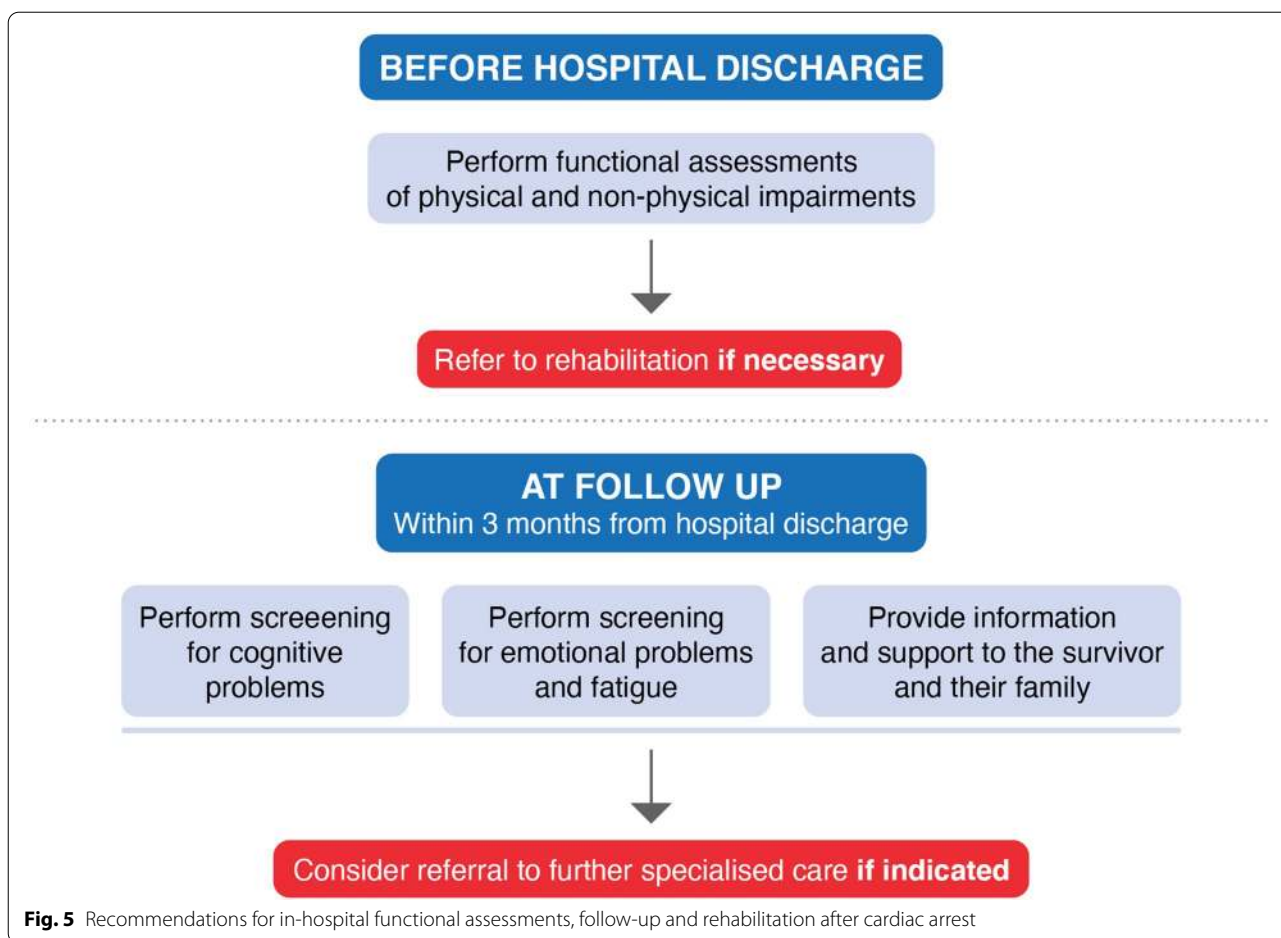 BEFORE HOSPITAL DISCHARGE
Perform functional assessments
of physical and non-physical impairments
Refer to rehabilitation if necessary
AT FOLLOW UP
Within 3 months from hospital discharge
Perform screeening
for cognitive
problems
Perform screening
for emotional problems
and fatigue
Provide information
and support to the survivor
and their family
Consider referral to further specialised care if indicated
Fig. 5 Recommendations for in-hospital functional assessments, follow-up and rehabilitation after cardiac arrest